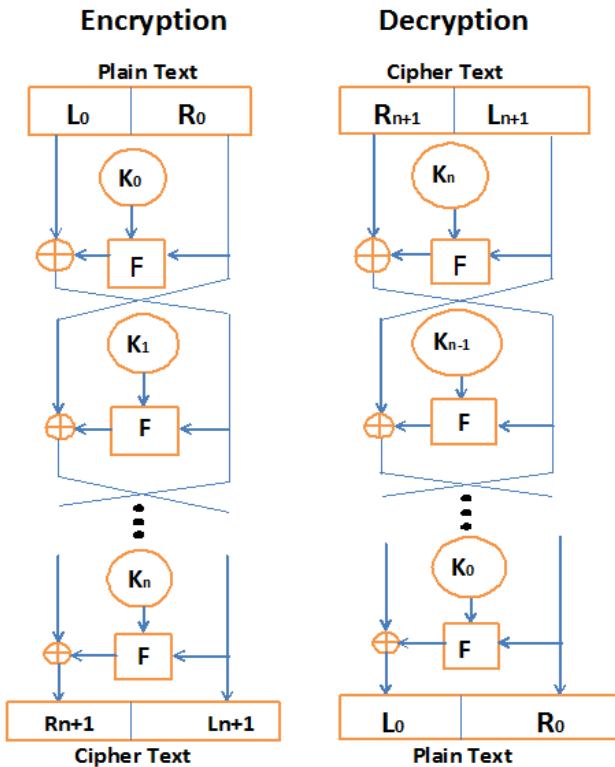 Encryption
Plain Text
L0 R0
K0
F
K1
F
Kn
F
Rn+1 Ln+1
Cipher Text
Decryption
Cipher Text
Rn+1 Ln+1
Kn
F
Kn-1
F
K0
F
L0 R0
Plain Text